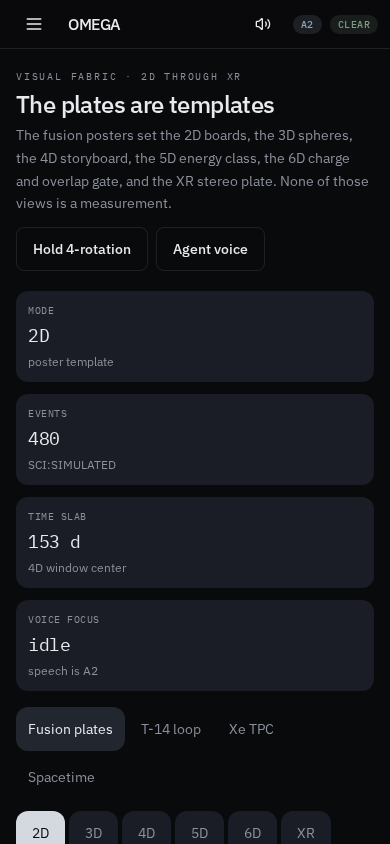 OMEGA
A2
CLEAR
VISUAL FABRIC · 2D THROUGH XR
The plates are templates
The fusion posters set the 2D boards, the 3D spheres,
the 4D storyboard, the 5D energy class, the 6D charge
and overlap gate, and the XR stereo plate. None of those
views is a measurement.
Hold 4-rotation
Agent voice
MODE
2D
poster template
EVENTS
480
SCI:SIMULATED
TIME SLAB
153 d
4D window center
VOICE FOCUS
idle
speech is A2
Fusion plates
T-14 loop
Xe TPC
Spacetime
2D
3D
4D
5D
6D
XR